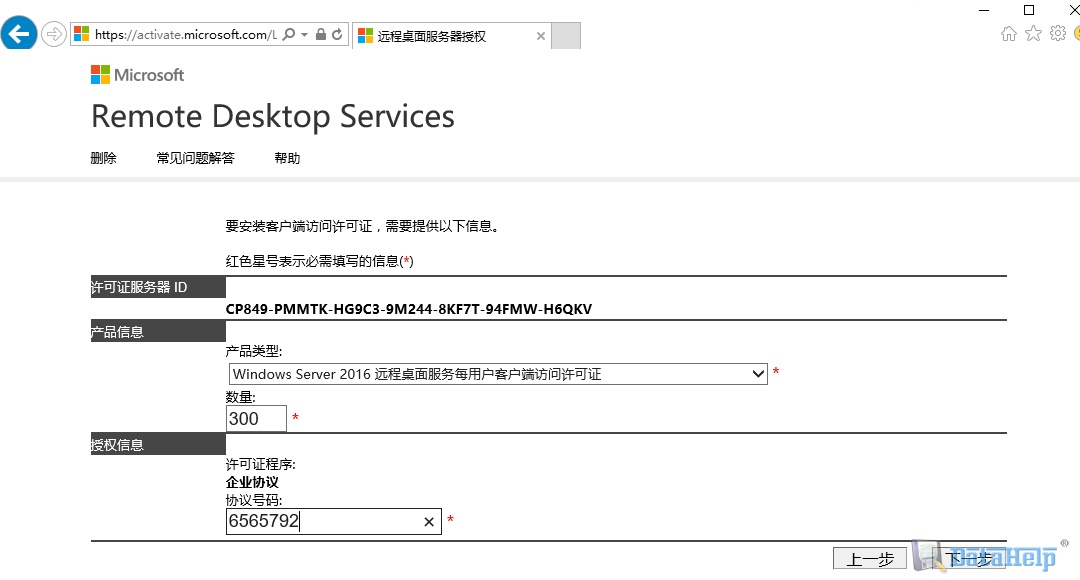 https://activate.microsoft.com/L
远程桌面服务器授权
Microsoft
Remote Desktop Services
删除 常见问题解答 帮助
要安装客户端访问许可证，需要提供以下信息。
红色星号表示必需填写的信息(*)
许可证服务器 ID
CP849-PMMTK-HG9C3-9M244-8KF7T-94FMW-H6QKV
产品信息
产品类型:
Windows Server 2016 远程桌面服务每用户客户端访问许可证 *
数量:
300 *
授权信息
许可证程序:
企业协议
协议号码:
6565792 *
上一步 下一步
DataHelp ®